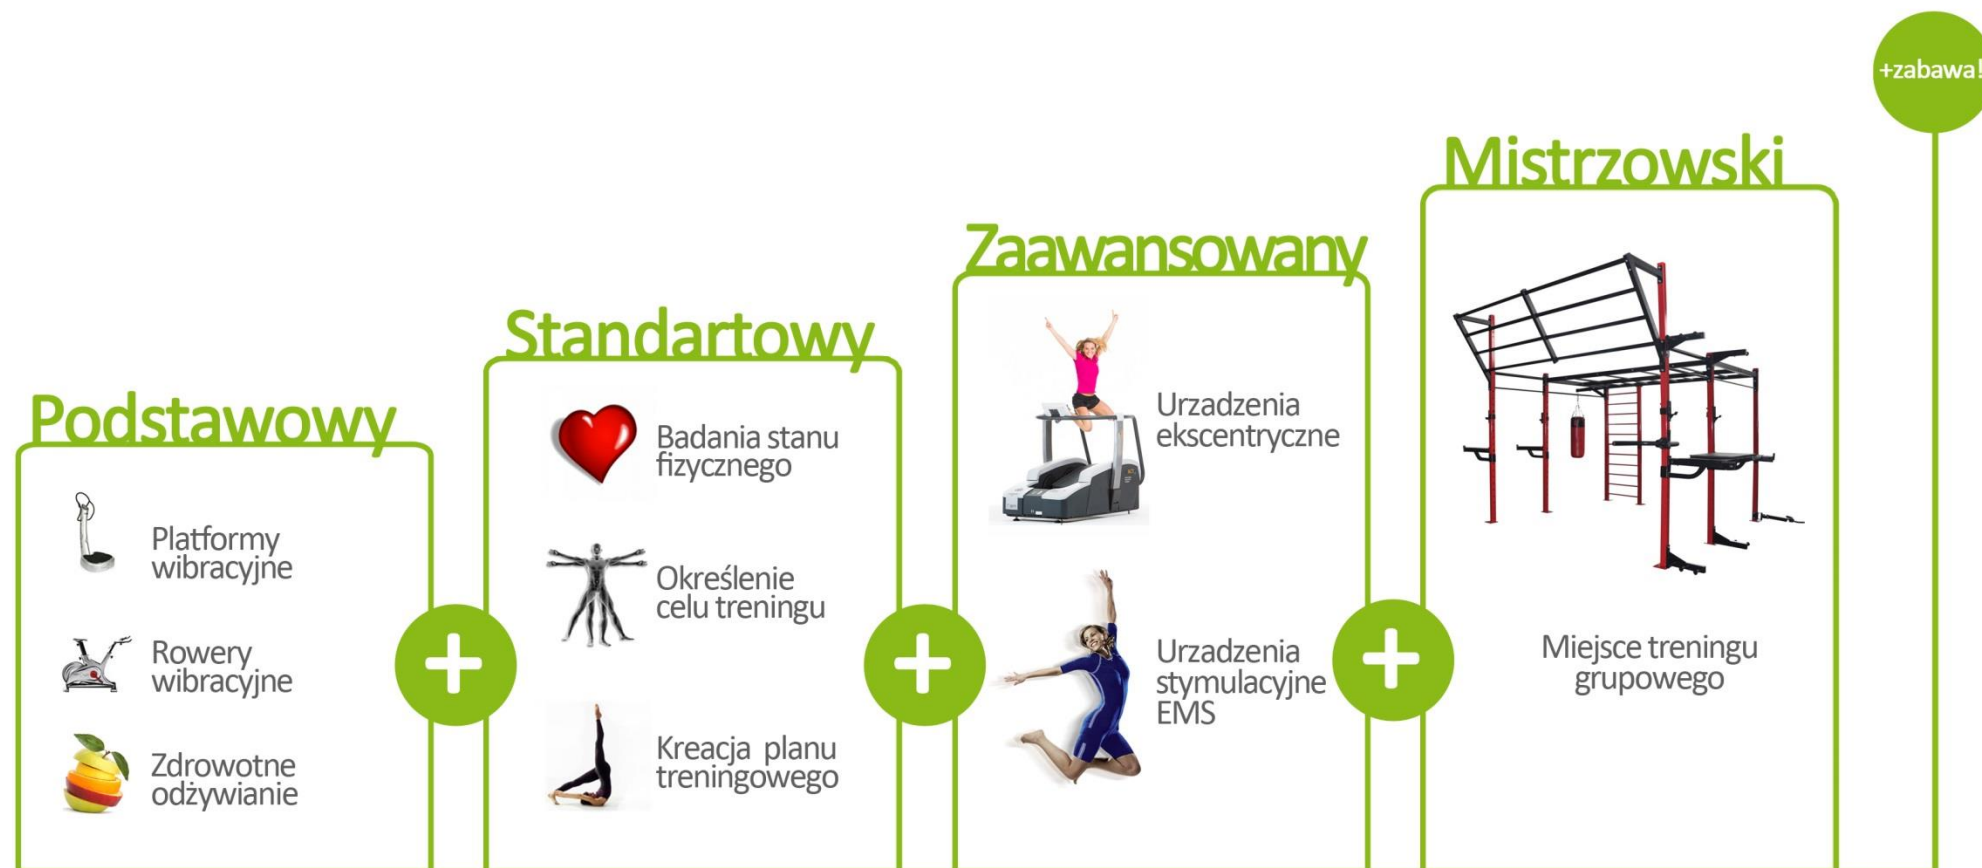 +zabawa!
Podstawowy
Platformy
wibracyjne
Rowery
wibracyjne
Zdrowotne
odżywianie
+
Standartowy
Badania stanu
fizycznego
Określenie
celu treningu
Kreacja planu
treningowego
+
Zaawansowany
Urzadzenia
ekscentryczne
Urzadzenia
stymulacyjne
EMS
+
Mistrzowski
Miejsce treningu
grupowego